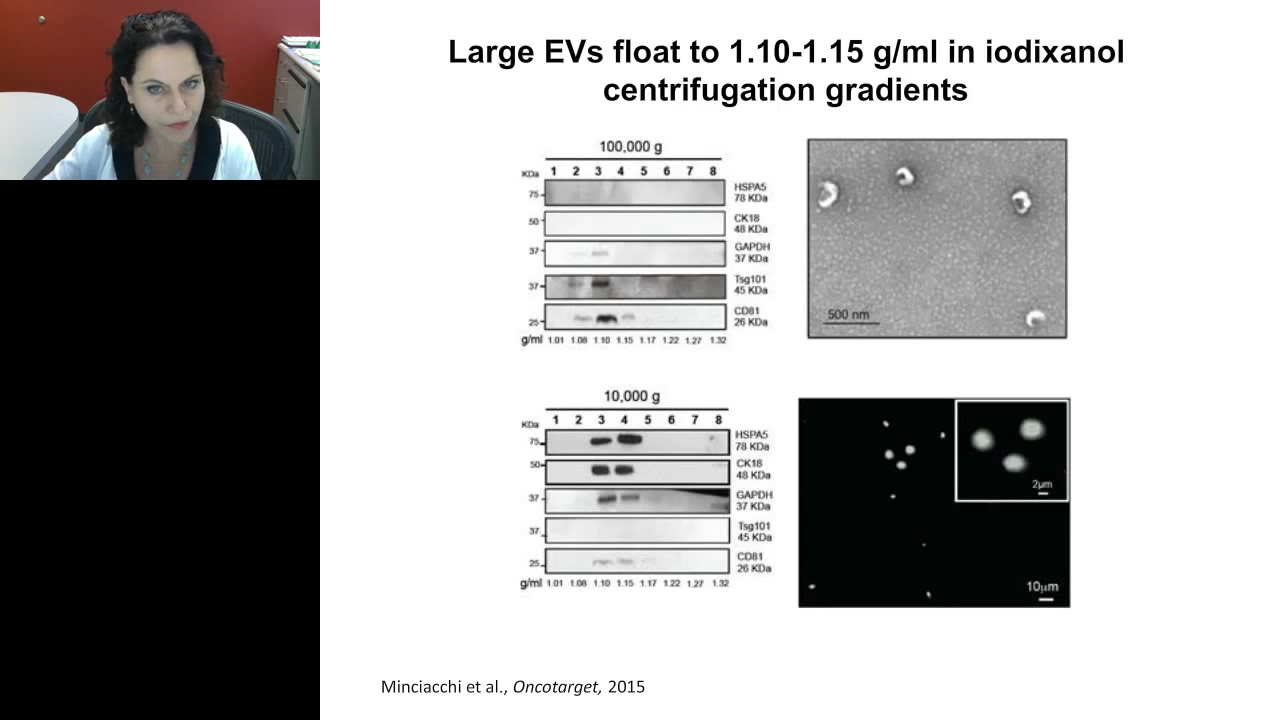 Large EVs float to 1.10-1.15 g/ml in iodixanol
centrifugation gradients
100,000 g
KDa 1 2 3 4 5 6 7 8
75 HSPA5
78 KDa
50 CK18
48 KDa
37 GAPDH
37 KDa
37 Tsg101
45 KDa
25 CD81
26 KDa
g/ml 1.01 1.08 1.10 1.15 1.17 1.22 1.27 1.32
500 nm
10,000 g
KDa 1 2 3 4 5 6 7 8
75 HSPA5
78 KDa
50 CK18
48 KDa
37 GAPDH
37 KDa
37 Tsg101
45 KDa
25 CD81
26 KDa
g/ml 1.01 1.08 1.10 1.15 1.17 1.22 1.27 1.32
2μm
10μm
Minciacchi et al., Oncotarget, 2015